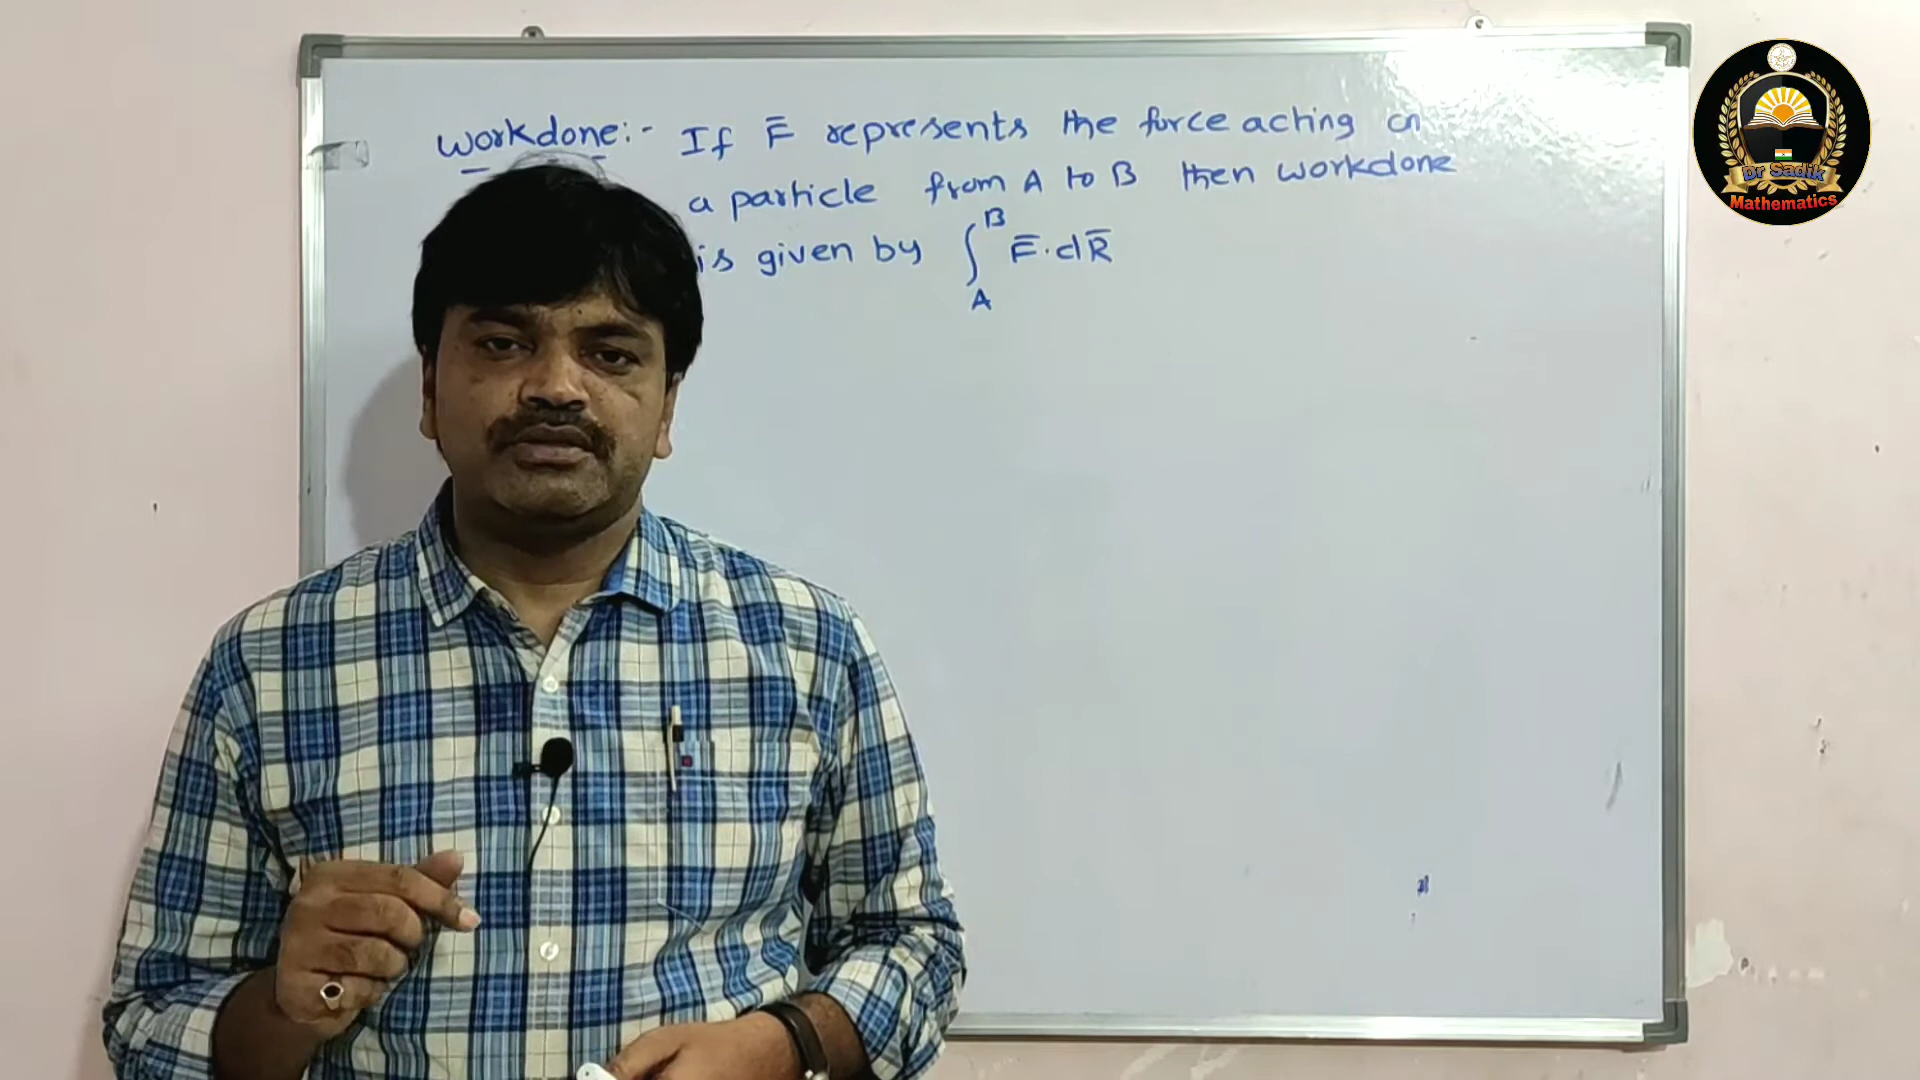 workdone:- If F̅ represents the force acting on
a particle from A to B then workdone
is given by ∫_A^B F̅·dR̅
Dr Sadik
Mathematics